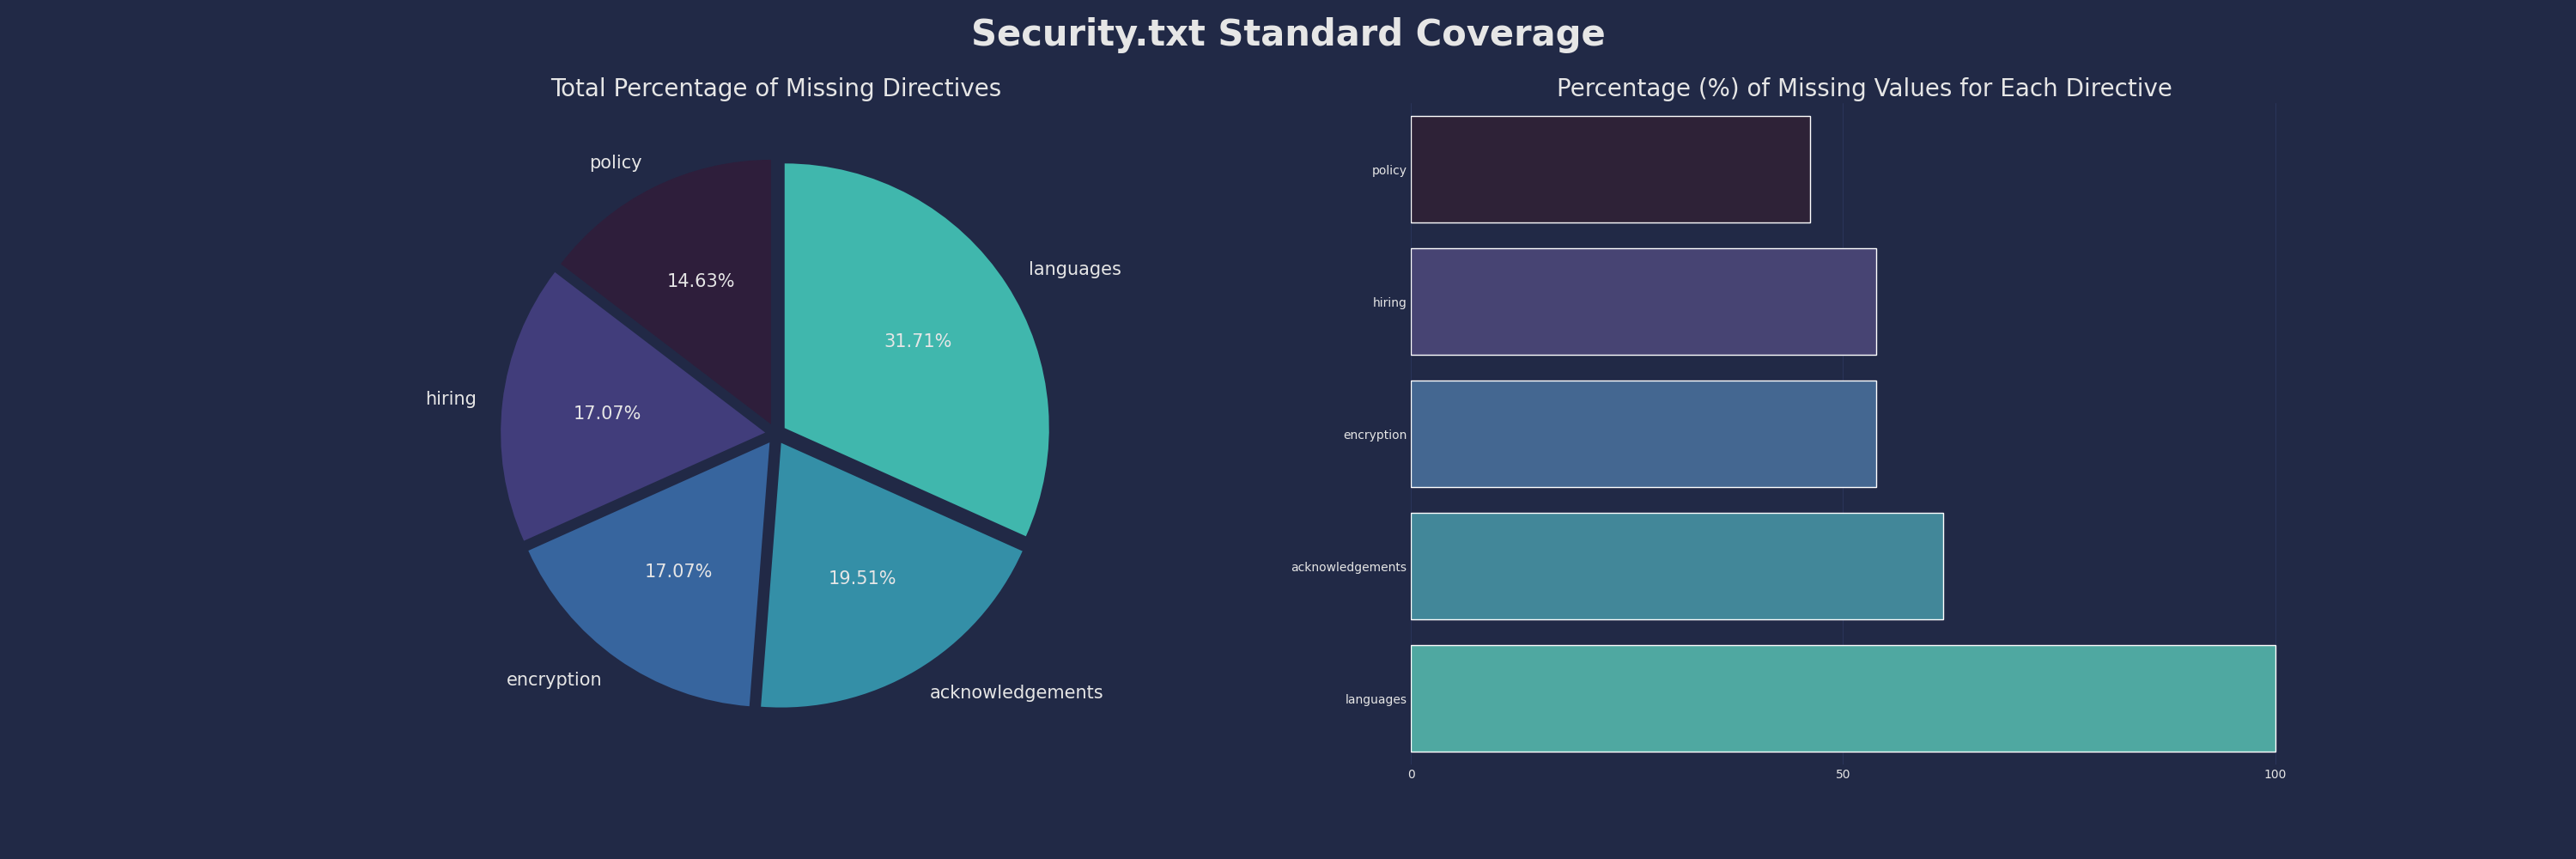 Security.txt Standard Coverage
Total Percentage of Missing Directives
policy
languages
14.63%
31.71%
hiring
17.07%
17.07%
19.51%
encryption
acknowledgements
Percentage (%) of Missing Values for Each Directive
policy
hiring
encryption
acknowledgements
languages
0 50 100